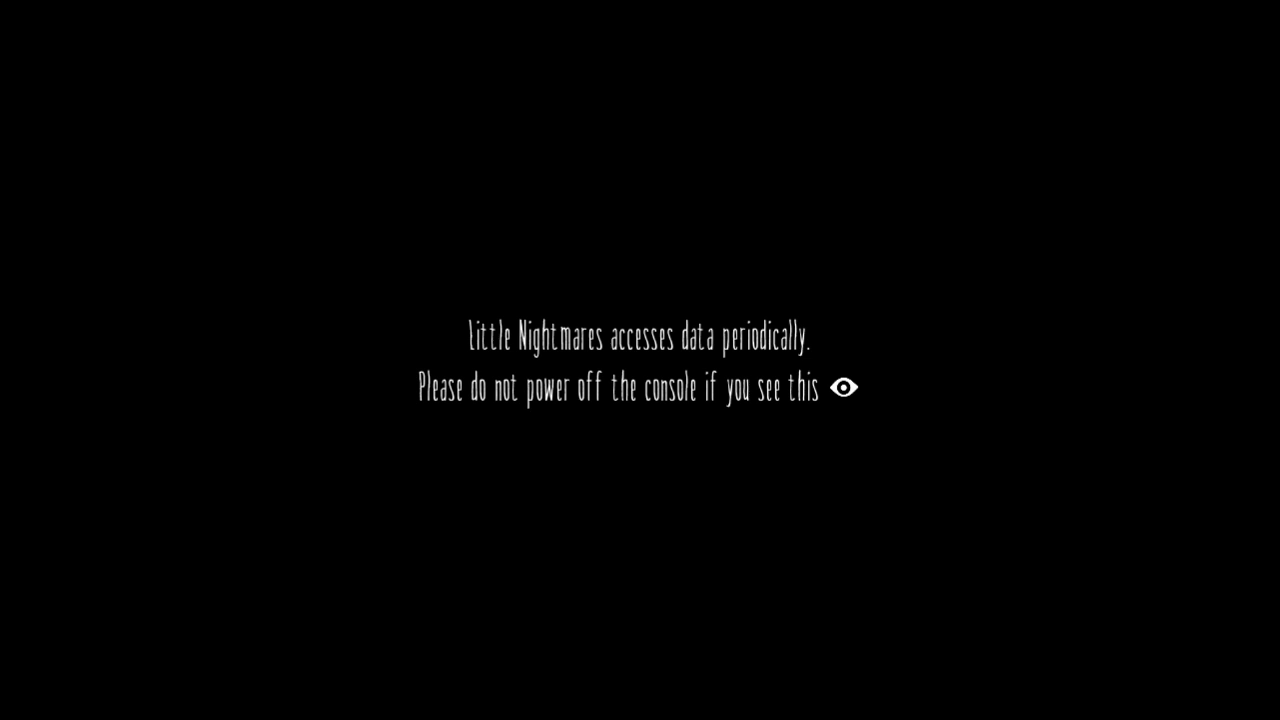 Little Nightmares accesses data periodically.
Please do not power off the console if you see this